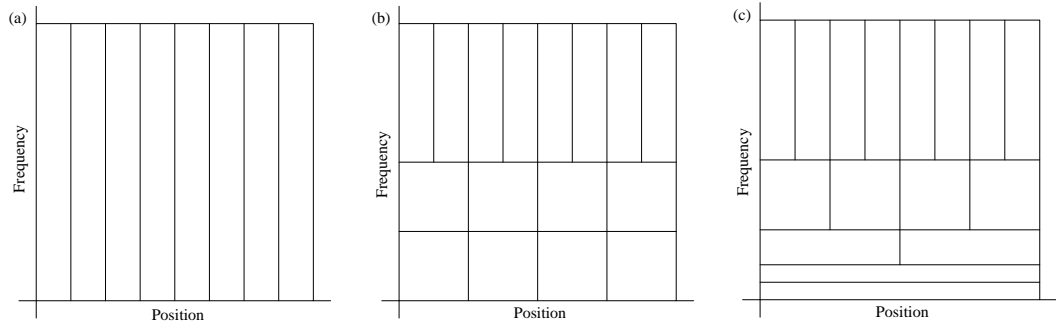 (a)
Frequency
Position
(b)
Frequency
Position
(c)
Frequency
Position